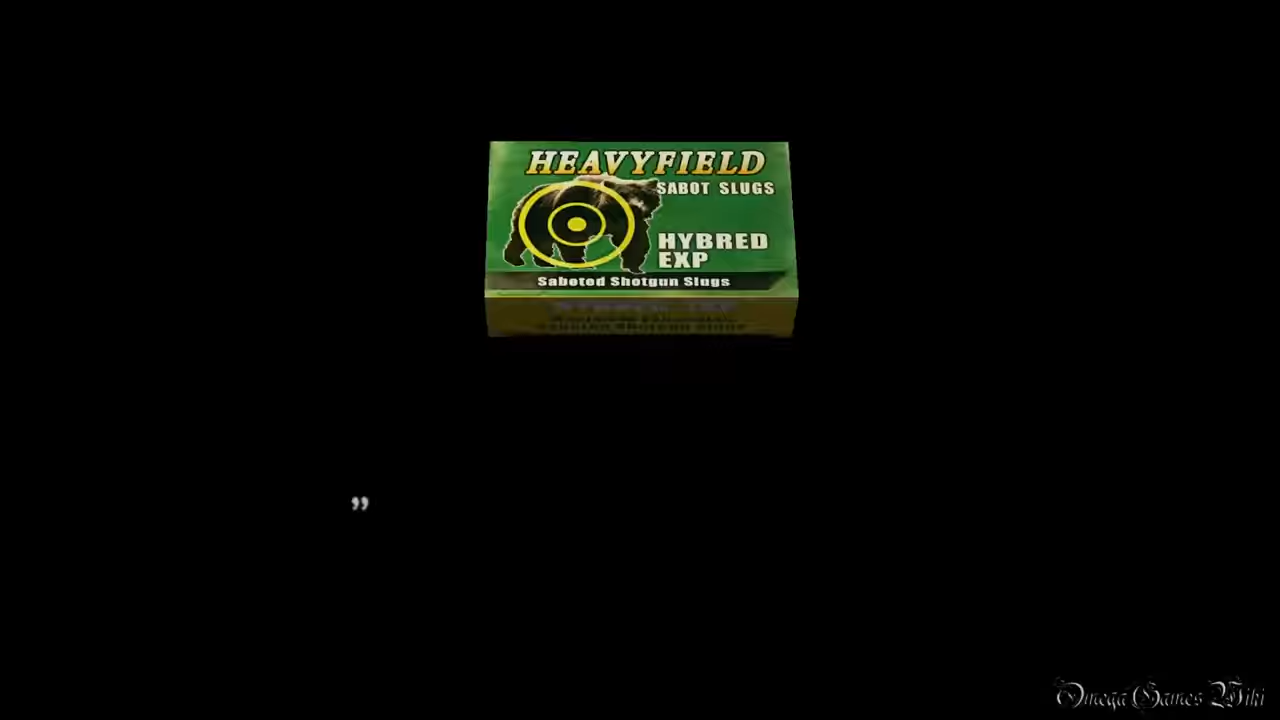 HEAVYFIELD
SABOT SLUGS
HYBRED
EXP
Saboted Shotgun Slugs
”
Omega Games Wiki